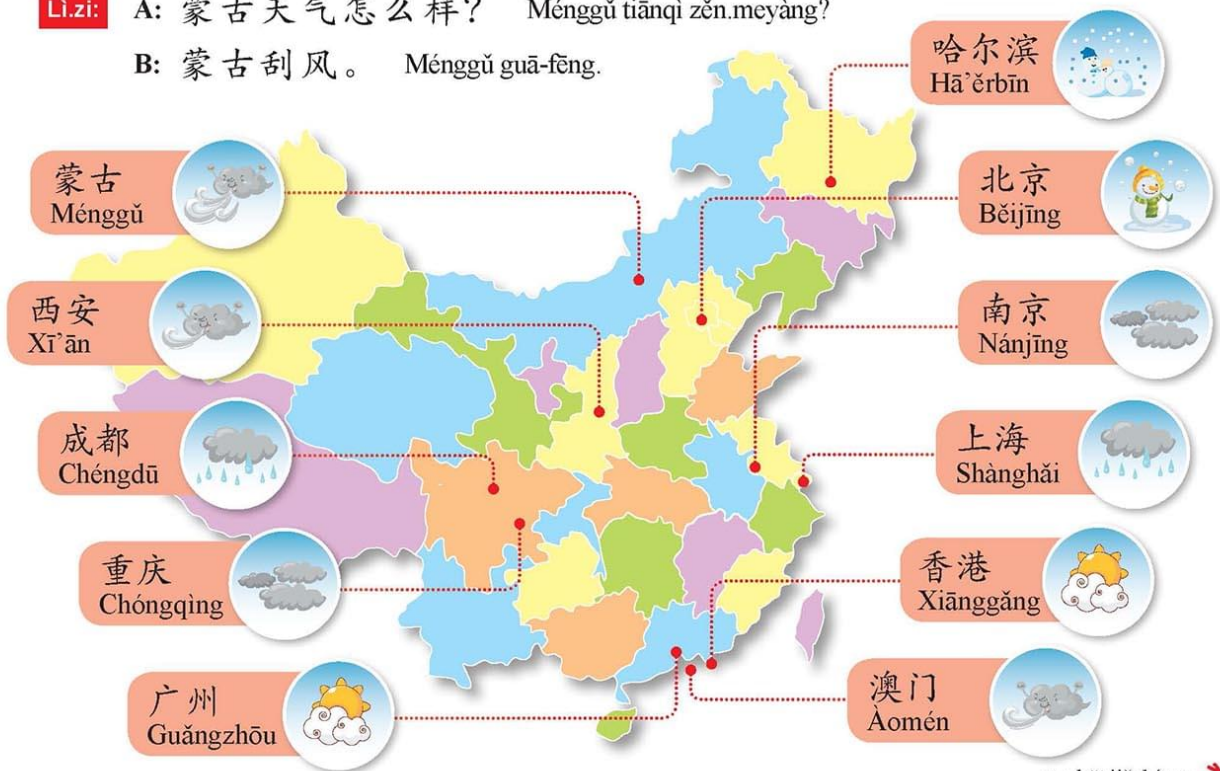 Lì.zi: A: 蒙古天气怎么样? Ménggǔ tiānqì zěn.meyàng?
B: 蒙古刮风。 Ménggǔ guā-fēng.
哈尔滨
Hā’ěrbīn
蒙古
Ménggǔ
北京
Běijīng
西安
Xī’ān
南京
Nánjīng
成都
Chéngdū
上海
Shànghǎi
重庆
Chóngqìng
香港
Xiānggǎng
广州
Guǎngzhōu
澳门
Àomén